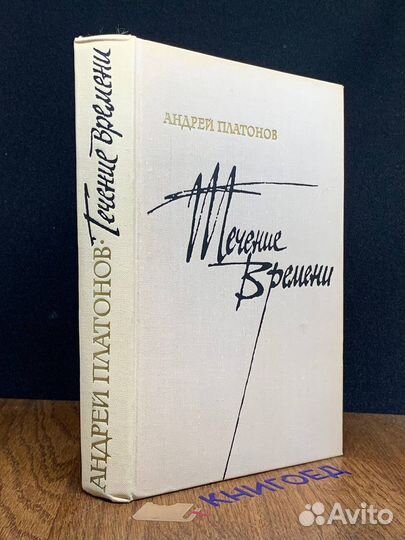 АНДРЕЙ ПЛАТОНОВ
Течение
Времени
АНДРЕЙ ПЛАТОНОВ: Течение времени
КНИГОЕД
Avito